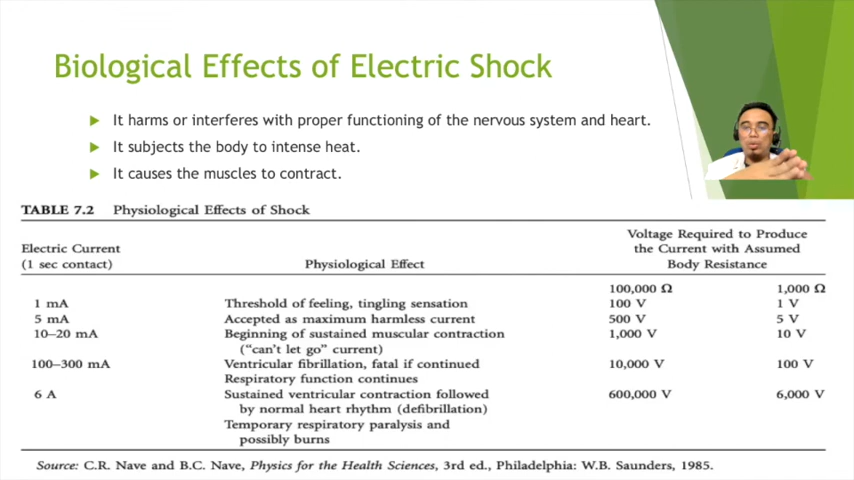 Biological Effects of Electric Shock
It harms or interferes with proper functioning of the nervous system and heart.
It subjects the body to intense heat.
It causes the muscles to contract.
TABLE 7.2 Physiological Effects of Shock
Voltage Required to Produce
Electric Current the Current with Assumed
(1 sec contact) Physiological Effect Body Resistance
100,000 Ω 1,000 Ω
1 mA Threshold of feeling, tingling sensation 100 V 1 V
5 mA Accepted as maximum harmless current 500 V 5 V
10–20 mA Beginning of sustained muscular contraction 1,000 V 10 V
("can't let go" current)
100–300 mA Ventricular fibrillation, fatal if continued 10,000 V 100 V
Respiratory function continues
6 A Sustained ventricular contraction followed 600,000 V 6,000 V
by normal heart rhythm (defibrillation)
Temporary respiratory paralysis and
possibly burns
Source: C.R. Nave and B.C. Nave, Physics for the Health Sciences, 3rd ed., Philadelphia: W.B. Saunders, 1985.